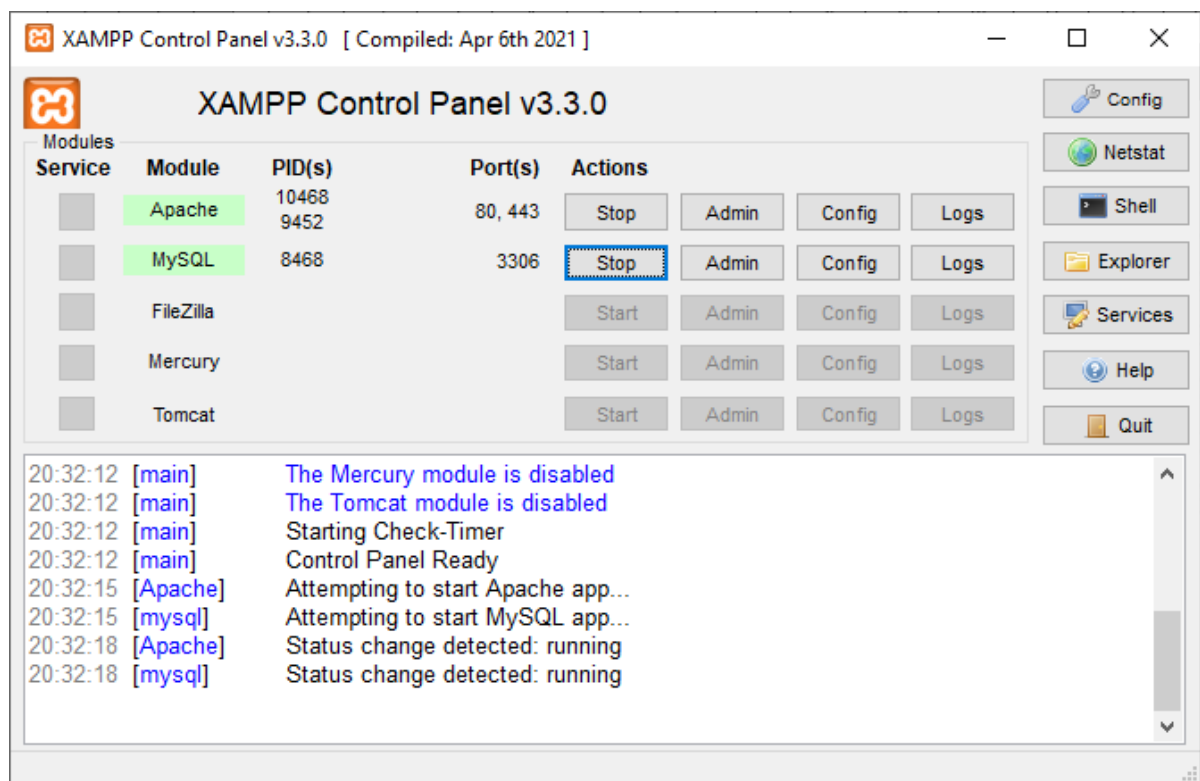 XAMPP Control Panel v3.3.0 [ Compiled: Apr 6th 2021 ]
XAMPP Control Panel v3.3.0
Config
Modules
Service Module PID(s) Port(s) Actions
Netstat
Apache 10468 9452 80, 443 Stop Admin Config Logs
Shell
MySQL 8468 3306 Stop Admin Config Logs
Explorer
FileZilla Start Admin Config Logs
Services
Mercury Start Admin Config Logs
Help
Tomcat Start Admin Config Logs
Quit
20:32:12 [main] The Mercury module is disabled
20:32:12 [main] The Tomcat module is disabled
20:32:12 [main] Starting Check-Timer
20:32:12 [main] Control Panel Ready
20:32:15 [Apache] Attempting to start Apache app...
20:32:15 [mysql] Attempting to start MySQL app...
20:32:18 [Apache] Status change detected: running
20:32:18 [mysql] Status change detected: running